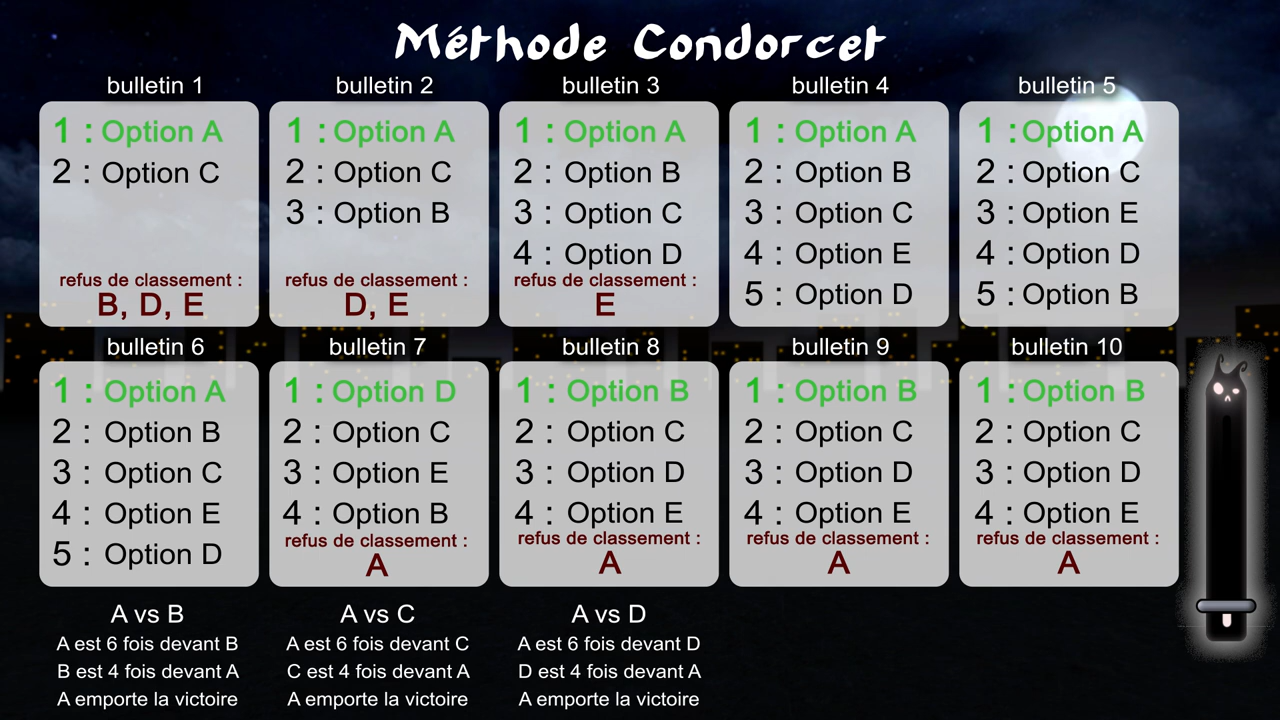 Méthode Condorcet
bulletin 1
1 : Option A
2 : Option C
refus de classement :
B, D, E
bulletin 2
1 : Option A
2 : Option C
3 : Option B
refus de classement :
D, E
bulletin 3
1 : Option A
2 : Option B
3 : Option C
4 : Option D
refus de classement :
E
bulletin 4
1 : Option A
2 : Option B
3 : Option C
4 : Option E
5 : Option D
bulletin 5
1 : Option A
2 : Option C
3 : Option E
4 : Option D
5 : Option B
bulletin 6
1 : Option A
2 : Option B
3 : Option C
4 : Option E
5 : Option D
bulletin 7
1 : Option D
2 : Option C
3 : Option E
4 : Option B
refus de classement :
A
bulletin 8
1 : Option B
2 : Option C
3 : Option D
4 : Option E
refus de classement :
A
bulletin 9
1 : Option B
2 : Option C
3 : Option D
4 : Option E
refus de classement :
A
bulletin 10
1 : Option B
2 : Option C
3 : Option D
4 : Option E
refus de classement :
A
A vs B
A est 6 fois devant B
B est 4 fois devant A
A emporte la victoire
A vs C
A est 6 fois devant C
C est 4 fois devant A
A emporte la victoire
A vs D
A est 6 fois devant D
D est 4 fois devant A
A emporte la victoire